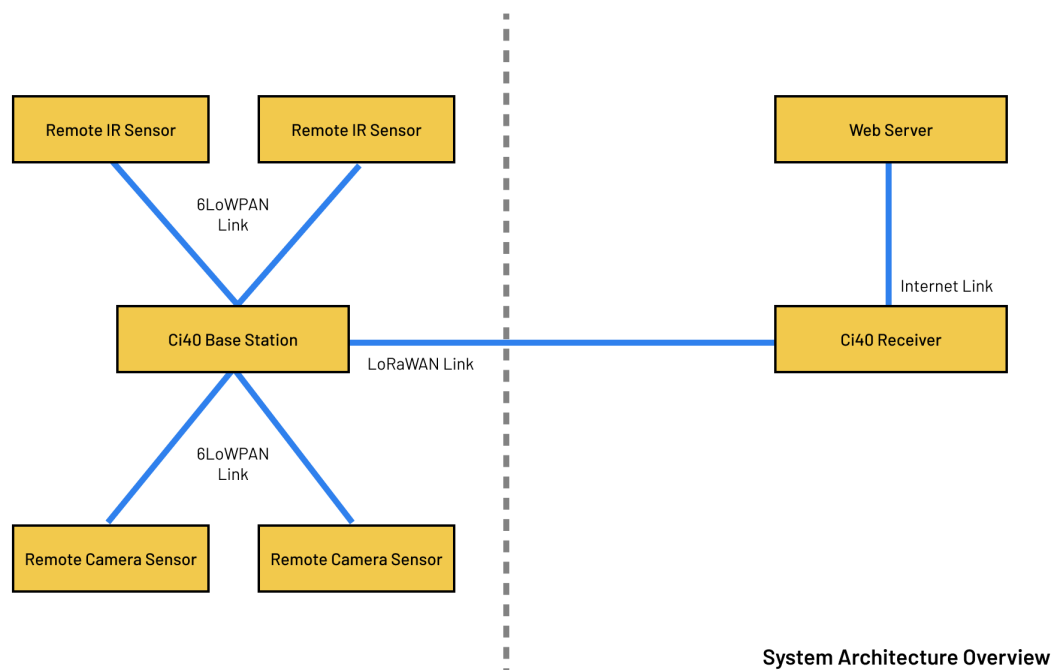 Remote IR Sensor
Remote IR Sensor
Web Server
6LoWPAN
Link
Internet Link
Ci40 Base Station
Ci40 Receiver
LoRaWAN Link
6LoWPAN
Link
Remote Camera Sensor
Remote Camera Sensor
System Architecture Overview